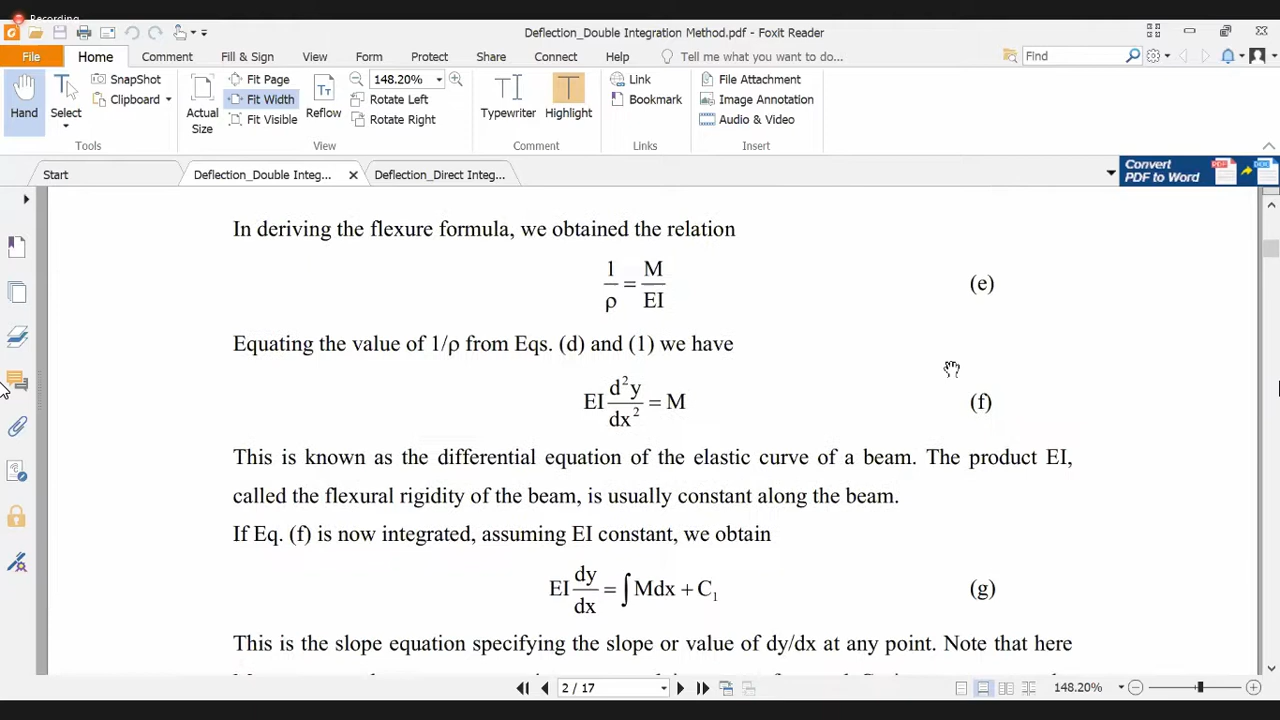 Recording
Deflection_Double Integration Method.pdf - Foxit Reader
File Home Comment Fill & Sign View Form Protect Share Connect Help Tell me what you want to do... Find
Hand
Select
SnapShot
Clipboard
Tools
Actual
Size
Fit Page
Fit Width
Fit Visible
Reflow
148.20%
Rotate Left
Rotate Right
View
Typewriter
Highlight
Comment
Link
Bookmark
Links
File Attachment
Image Annotation
Audio & Video
Insert
Start Deflection_Double Integ... Deflection_Direct Integ...
Convert
PDF to Word
In deriving the flexure formula, we obtained the relation
1/ρ = M/EI (e)
Equating the value of 1/ρ from Eqs. (d) and (1) we have
EI d²y/dx² = M (f)
This is known as the differential equation of the elastic curve of a beam. The product EI,
called the flexural rigidity of the beam, is usually constant along the beam.
If Eq. (f) is now integrated, assuming EI constant, we obtain
EI dy/dx = ∫Mdx + C₁ (g)
This is the slope equation specifying the slope or value of dy/dx at any point. Note that here
2 / 17 148.20%